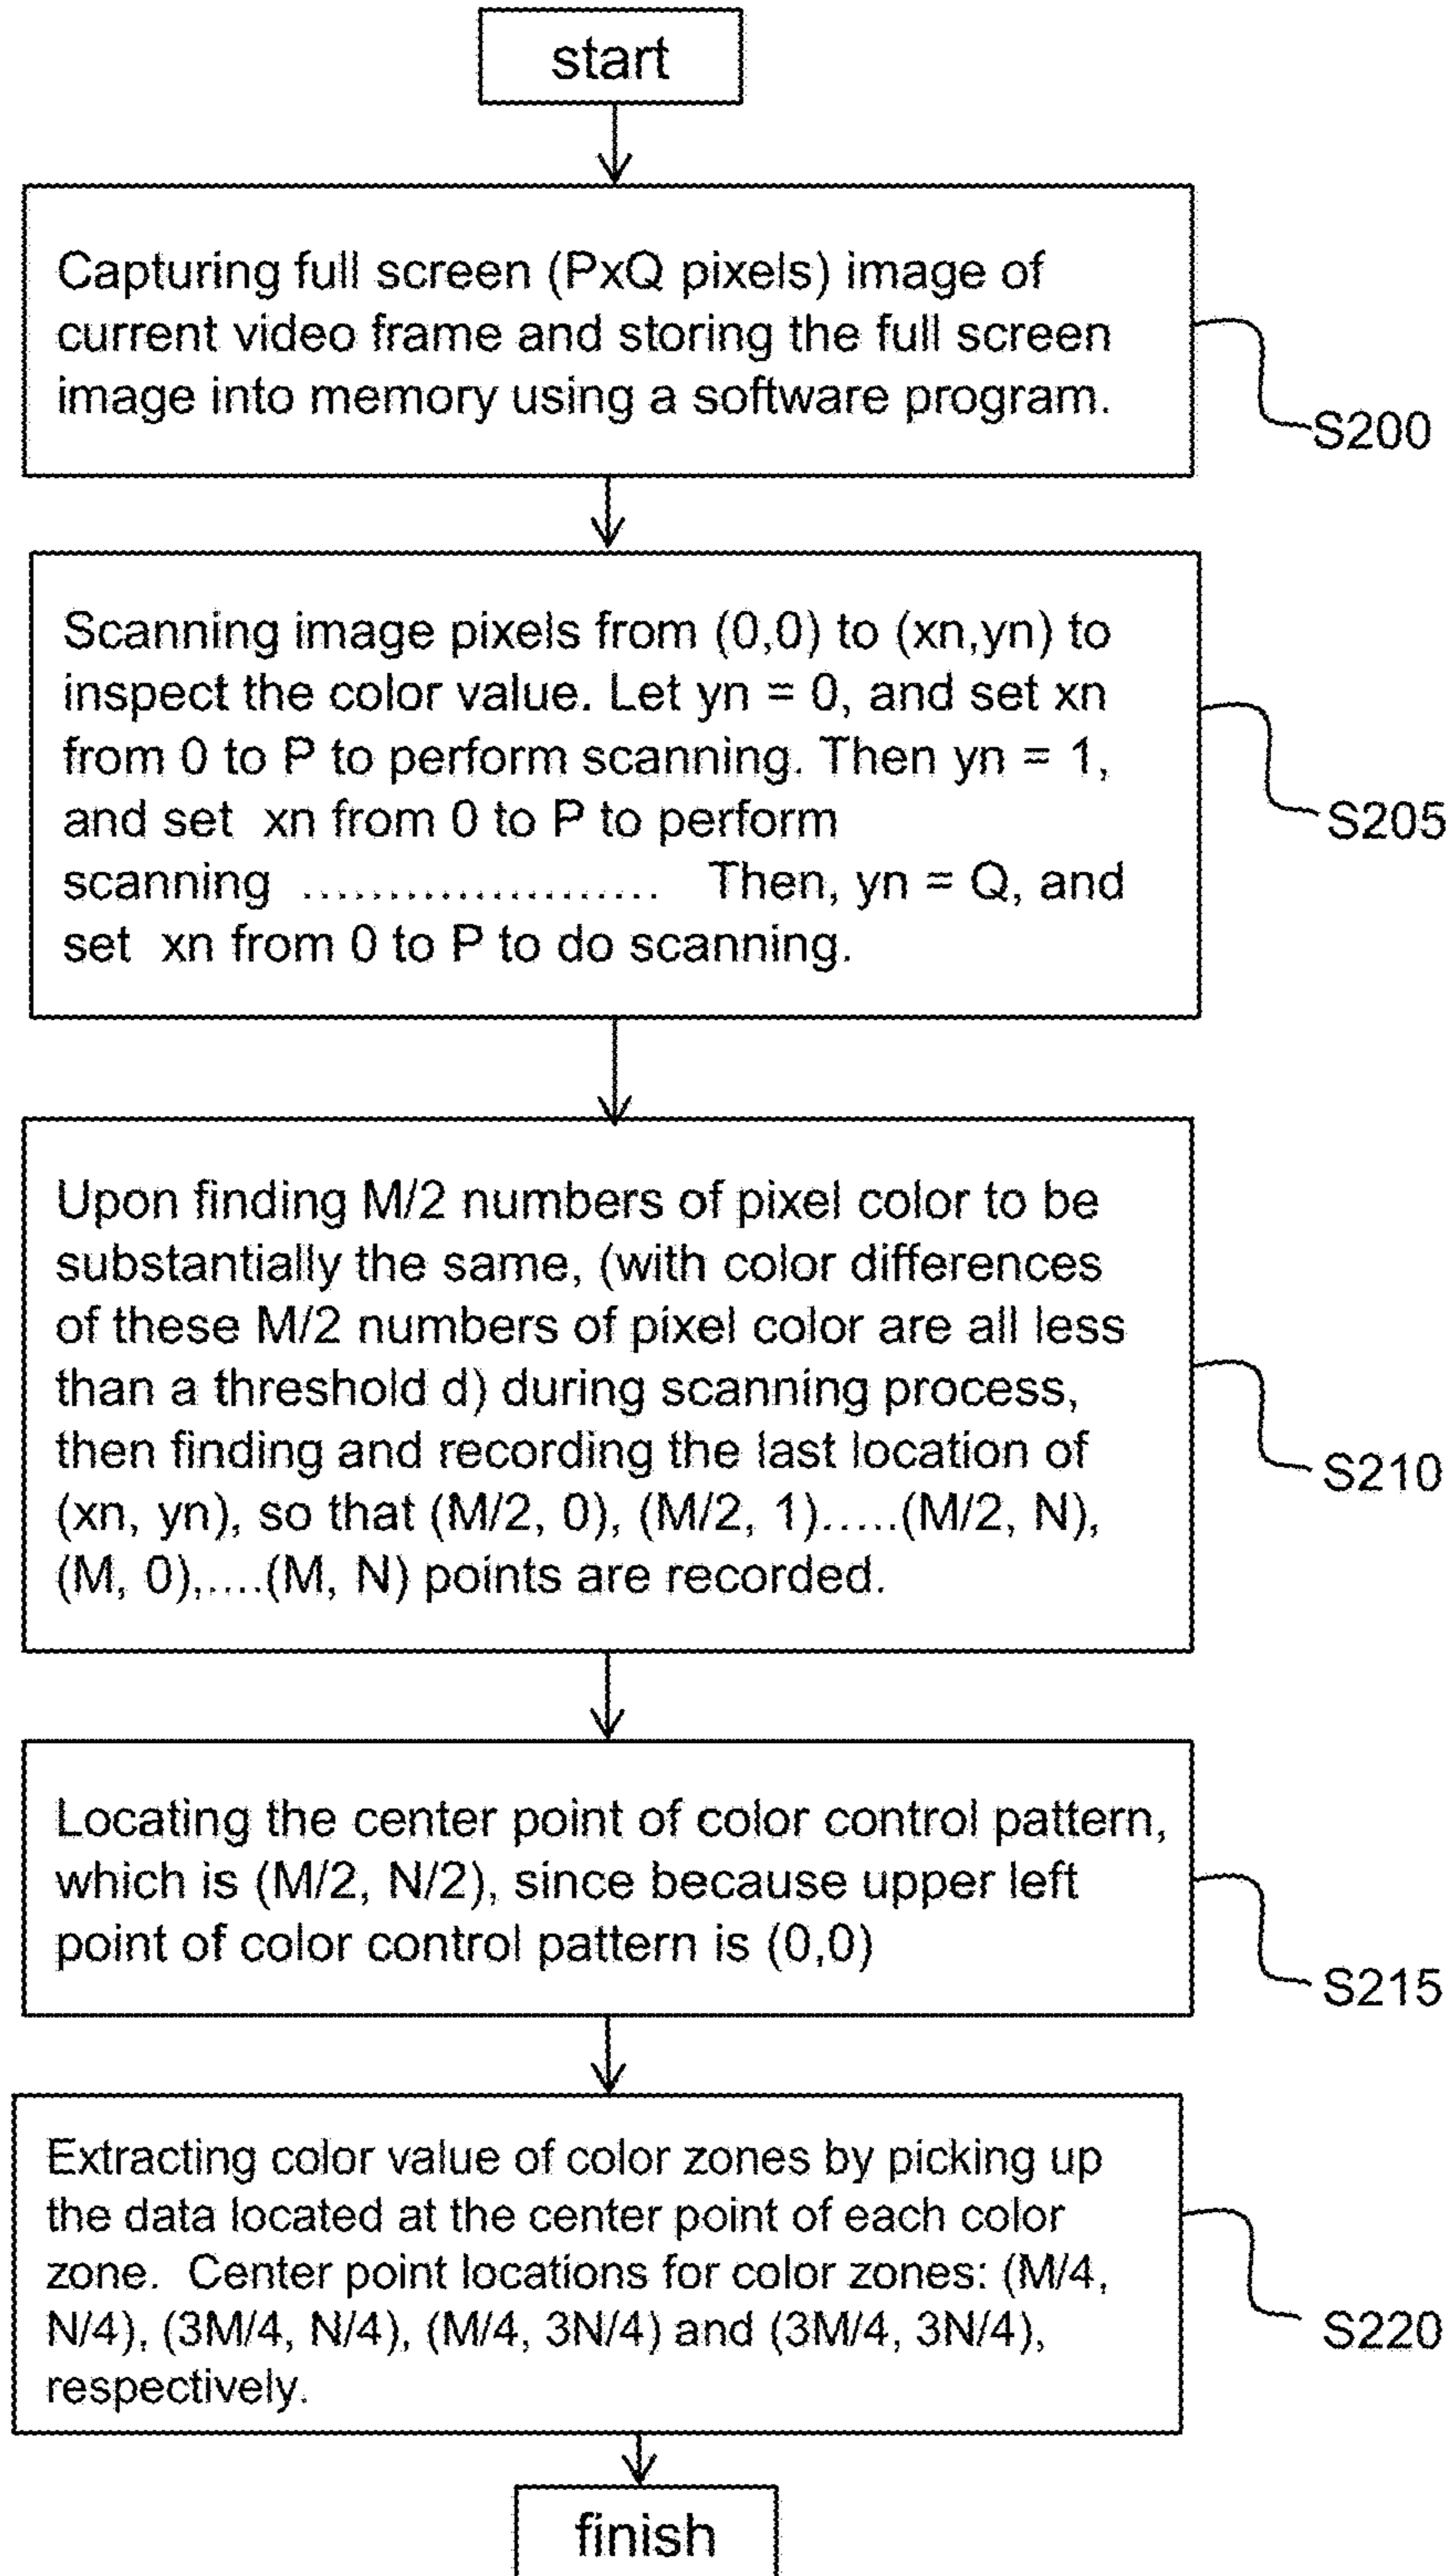 start
Capturing full screen (PxQ pixels) image of
current video frame and storing the full screen
image into memory using a software program.
S200
Scanning image pixels from (0,0) to (xn,yn) to
inspect the color value. Let yn = 0, and set xn
from 0 to P to perform scanning. Then yn = 1,
and set xn from 0 to P to perform
scanning ..................... Then, yn = Q, and
set xn from 0 to P to do scanning.
S205
Upon finding M/2 numbers of pixel color to be
substantially the same, (with color differences
of these M/2 numbers of pixel color are all less
than a threshold d) during scanning process,
then finding and recording the last location of
(xn, yn), so that (M/2, 0), (M/2, 1).....(M/2, N),
(M, 0),....(M, N) points are recorded.
S210
Locating the center point of color control pattern,
which is (M/2, N/2), since because upper left
point of color control pattern is (0,0)
S215
Extracting color value of color zones by picking up
the data located at the center point of each color
zone. Center point locations for color zones: (M/4,
N/4), (3M/4, N/4), (M/4, 3N/4) and (3M/4, 3N/4),
respectively.
S220
finish